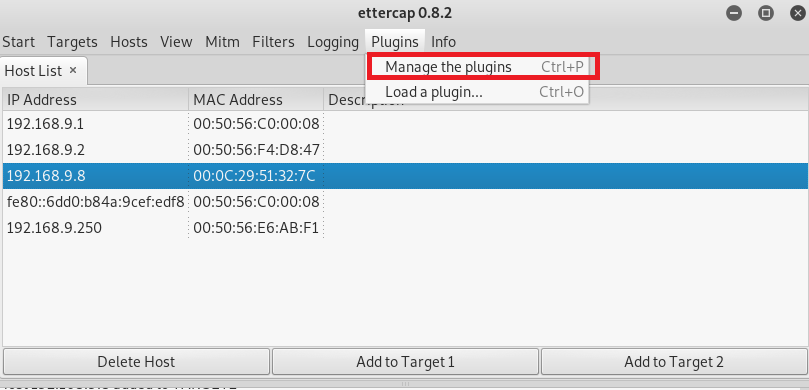 ettercap 0.8.2
Start Targets Hosts View Mitm Filters Logging Plugins Info
Host List ×
Manage the plugins Ctrl+P
Load a plugin... Ctrl+O
IP Address MAC Address
192.168.9.1 00:50:56:C0:00:08
192.168.9.2 00:50:56:F4:D8:47
192.168.9.8 00:0C:29:51:32:7C
fe80::6dd0:b84a:9cef:edf8 00:50:56:C0:00:08
192.168.9.250 00:50:56:E6:AB:F1
Delete Host Add to Target 1 Add to Target 2